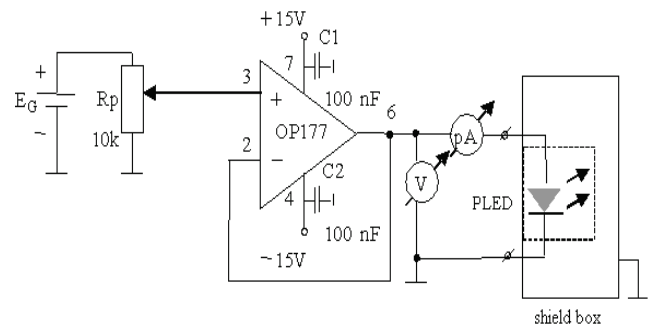 +15V
C1
7
3
100 nF
+
E_G
−
Rp
10k
+
OP177
−
2
6
4
C2
100 nF
~15V
pA
V
PLED
shield box